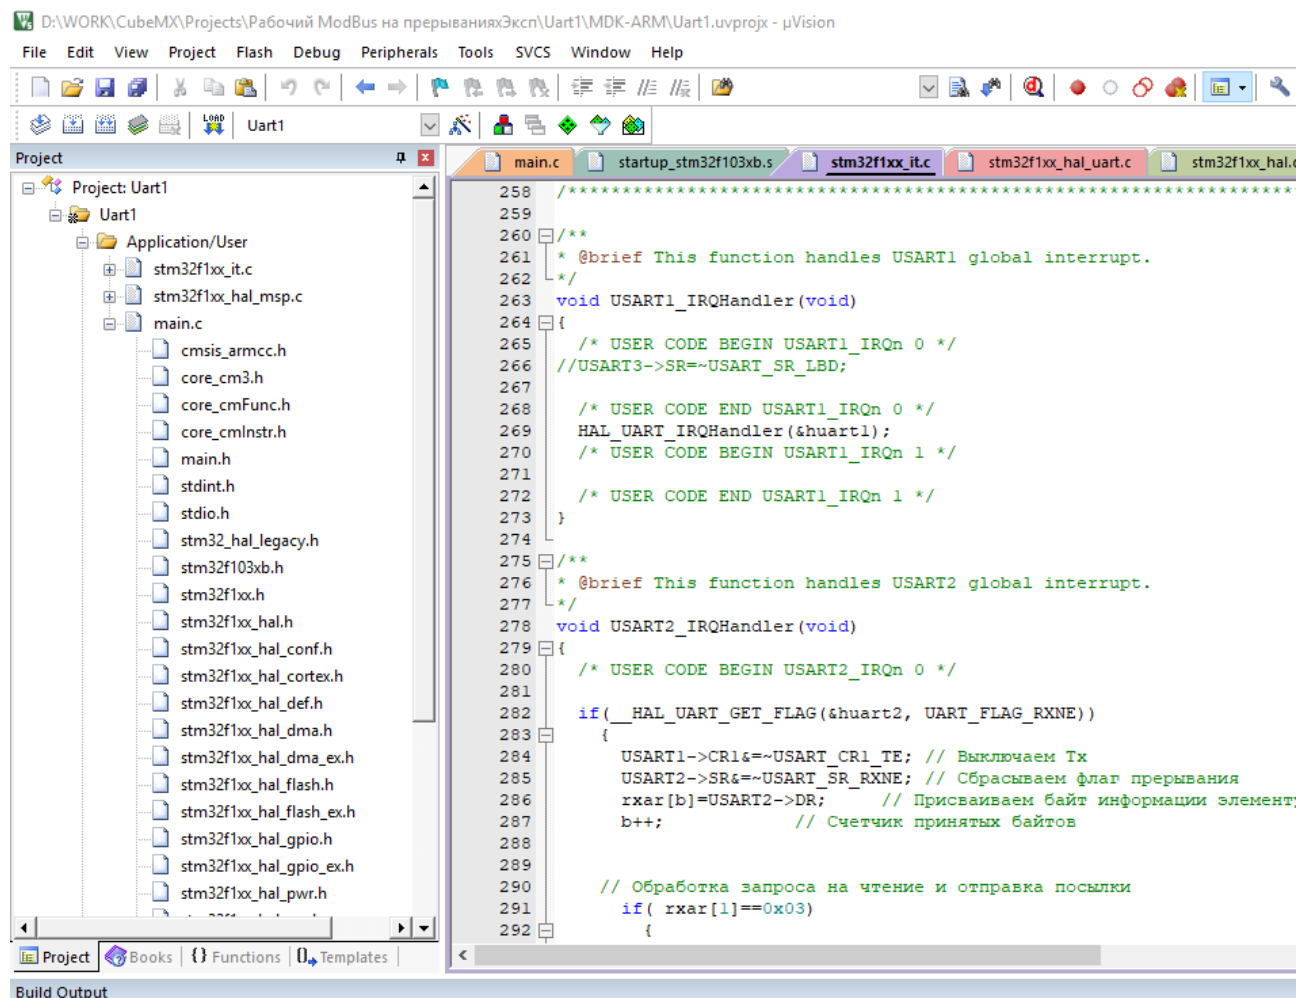 D:\WORK\CubeMX\Projects\Рабочий ModBus на прерыванияхЭксп\Uart1\MDK-ARM\Uart1.uvprojx - µVision
File Edit View Project Flash Debug Peripherals Tools SVCS Window Help
LOAD Uart1
Project
Project: Uart1
Uart1
Application/User
stm32f1xx_it.c
stm32f1xx_hal_msp.c
main.c
cmsis_armcc.h
core_cm3.h
core_cmFunc.h
core_cmInstr.h
main.h
stdint.h
stdio.h
stm32_hal_legacy.h
stm32f103xb.h
stm32f1xx.h
stm32f1xx_hal.h
stm32f1xx_hal_conf.h
stm32f1xx_hal_cortex.h
stm32f1xx_hal_def.h
stm32f1xx_hal_dma.h
stm32f1xx_hal_dma_ex.h
stm32f1xx_hal_flash.h
stm32f1xx_hal_flash_ex.h
stm32f1xx_hal_gpio.h
stm32f1xx_hal_gpio_ex.h
stm32f1xx_hal_pwr.h
Project Books {} Functions Templates
main.c startup_stm32f103xb.s stm32f1xx_it.c stm32f1xx_hal_uart.c stm32f1xx_hal.c
258 /********************************************************************
259
260 /**
261 * @brief This function handles USART1 global interrupt.
262 */
263 void USART1_IRQHandler(void)
264 {
265 /* USER CODE BEGIN USART1_IRQn 0 */
266 //USART3->SR=~USART_SR_LBD;
267
268 /* USER CODE END USART1_IRQn 0 */
269 HAL_UART_IRQHandler(&huart1);
270 /* USER CODE BEGIN USART1_IRQn 1 */
271
272 /* USER CODE END USART1_IRQn 1 */
273 }
274
275 /**
276 * @brief This function handles USART2 global interrupt.
277 */
278 void USART2_IRQHandler(void)
279 {
280 /* USER CODE BEGIN USART2_IRQn 0 */
281
282 if(__HAL_UART_GET_FLAG(&huart2, UART_FLAG_RXNE))
283 {
284 USART1->CR1&=~USART_CR1_TE; // Выключаем Tx
285 USART2->SR&=~USART_SR_RXNE; // Сбрасываем флаг прерывания
286 rxar[b]=USART2->DR; // Присваиваем байт информации элементу
287 b++; // Счетчик принятых байтов
288
289
290 // Обработка запроса на чтение и отправка посылки
291 if( rxar[1]==0x03)
292 {
Build Output